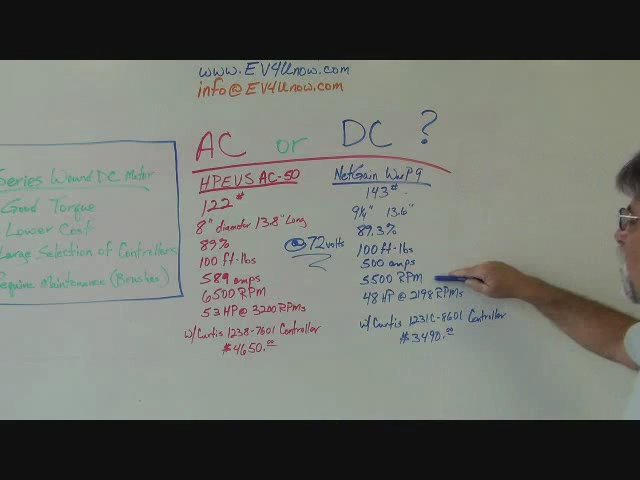 www.EV4Unow.com
info@EV4Unow.com
AC or DC ?
Series Wound DC Motor
Good Torque
Lower Cost
Large Selection of Controllers
Require Maintenance (Brushes)
HPEVS AC-50
122#
8" diameter 13.8" Long
89%
100 ft-lbs
589 amps
6500 RPM
53 HP @ 3200 RPMs
w/Curtis 1238-7601 Controller
$4650.00
@ 72 volts
NetGain WarP 9
143#
9¼" 13.6"
89.3%
100 ft-lbs
500 amps
5500 RPM
48 HP @ 2198 RPMs
w/Curtis 1231C-8601 Controller
$3490.00